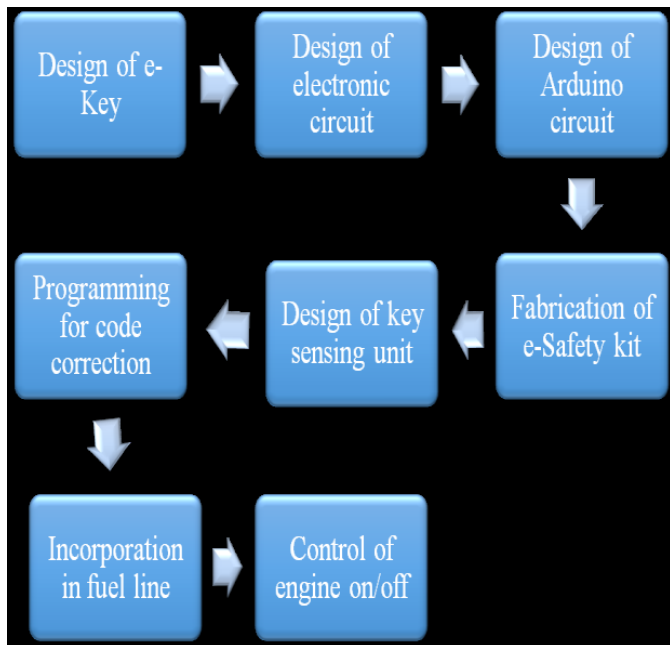 Design of e-
Key
Design of
electronic
circuit
Design of
Arduino
circuit
Fabrication of
e-Safety kit
Design of key
sensing unit
Programming
for code
correction
Incorporation
in fuel line
Control of
engine on/off